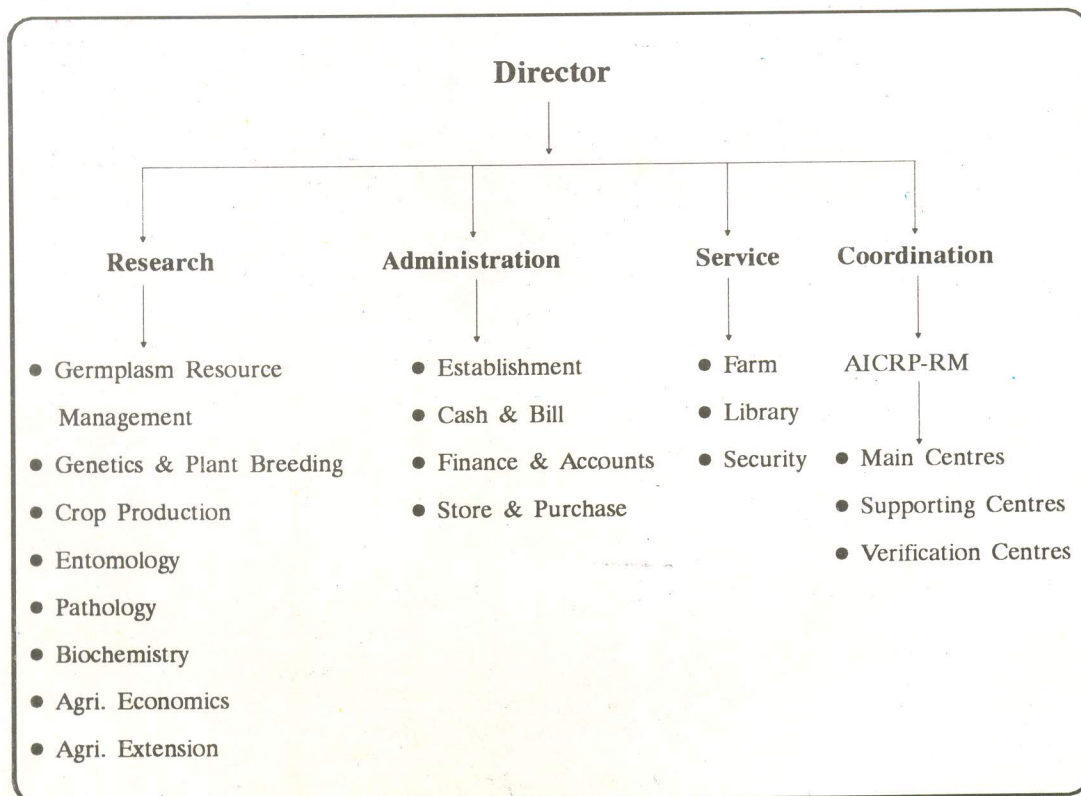 Director
Research
Administration
Service
Coordination
● Germplasm Resource
Management
● Genetics & Plant Breeding
● Crop Production
● Entomology
● Pathology
● Biochemistry
● Agri. Economics
● Agri. Extension
● Establishment
● Cash & Bill
● Finance & Accounts
● Store & Purchase
● Farm
● Library
● Security
AICRP-RM
● Main Centres
● Supporting Centres
● Verification Centres